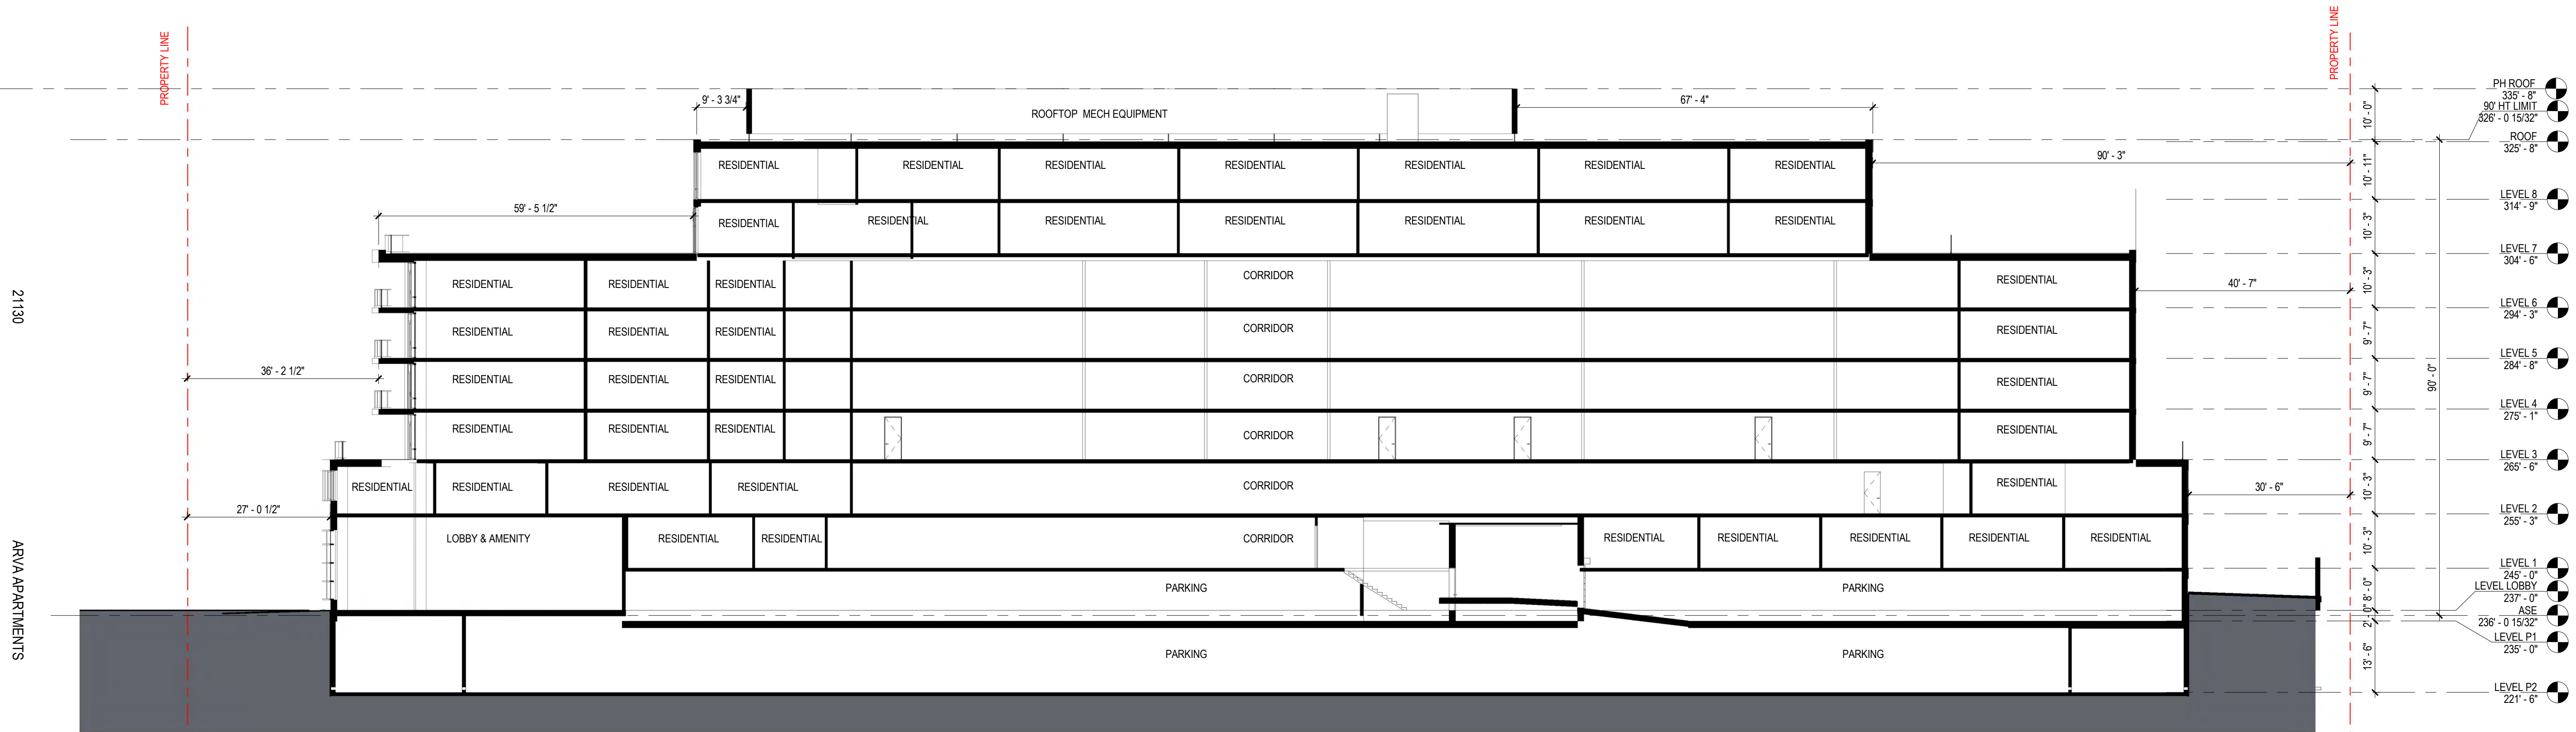 PROPERTY LINE
PROPERTY LINE
PH ROOF
335' - 8"
90' HT LIMIT
326' - 0 15/32"
9' - 3 3/4"
67' - 4"
10' - 0"
ROOFTOP MECH EQUIPMENT
ROOF
325' - 8"
90' - 3"
10' - 11"
RESIDENTIAL RESIDENTIAL RESIDENTIAL RESIDENTIAL RESIDENTIAL RESIDENTIAL RESIDENTIAL
LEVEL 8
314' - 9"
59' - 5 1/2"
10' - 3"
RESIDENTIAL RESIDENTIAL RESIDENTIAL RESIDENTIAL RESIDENTIAL RESIDENTIAL RESIDENTIAL
LEVEL 7
304' - 6"
RESIDENTIAL RESIDENTIAL RESIDENTIAL CORRIDOR RESIDENTIAL
40' - 7"
10' - 3"
LEVEL 6
294' - 3"
21130
RESIDENTIAL RESIDENTIAL RESIDENTIAL CORRIDOR RESIDENTIAL
9' - 7"
LEVEL 5
284' - 8"
36' - 2 1/2"
RESIDENTIAL RESIDENTIAL RESIDENTIAL CORRIDOR RESIDENTIAL
9' - 7"
90' - 0"
LEVEL 4
275' - 1"
RESIDENTIAL RESIDENTIAL RESIDENTIAL CORRIDOR RESIDENTIAL
9' - 7"
LEVEL 3
265' - 6"
RESIDENTIAL RESIDENTIAL RESIDENTIAL RESIDENTIAL CORRIDOR RESIDENTIAL
30' - 6"
10' - 3"
27' - 0 1/2"
LEVEL 2
255' - 3"
LOBBY & AMENITY RESIDENTIAL RESIDENTIAL CORRIDOR RESIDENTIAL RESIDENTIAL RESIDENTIAL RESIDENTIAL RESIDENTIAL
10' - 3"
LEVEL 1
245' - 0"
PARKING PARKING
8' - 0"
LEVEL LOBBY
237' - 0"
ASE
236' - 0 15/32"
2' - 0"
LEVEL P1
235' - 0"
PARKING PARKING
13' - 6"
LEVEL P2
221' - 6"
ARVA APARTMENTS